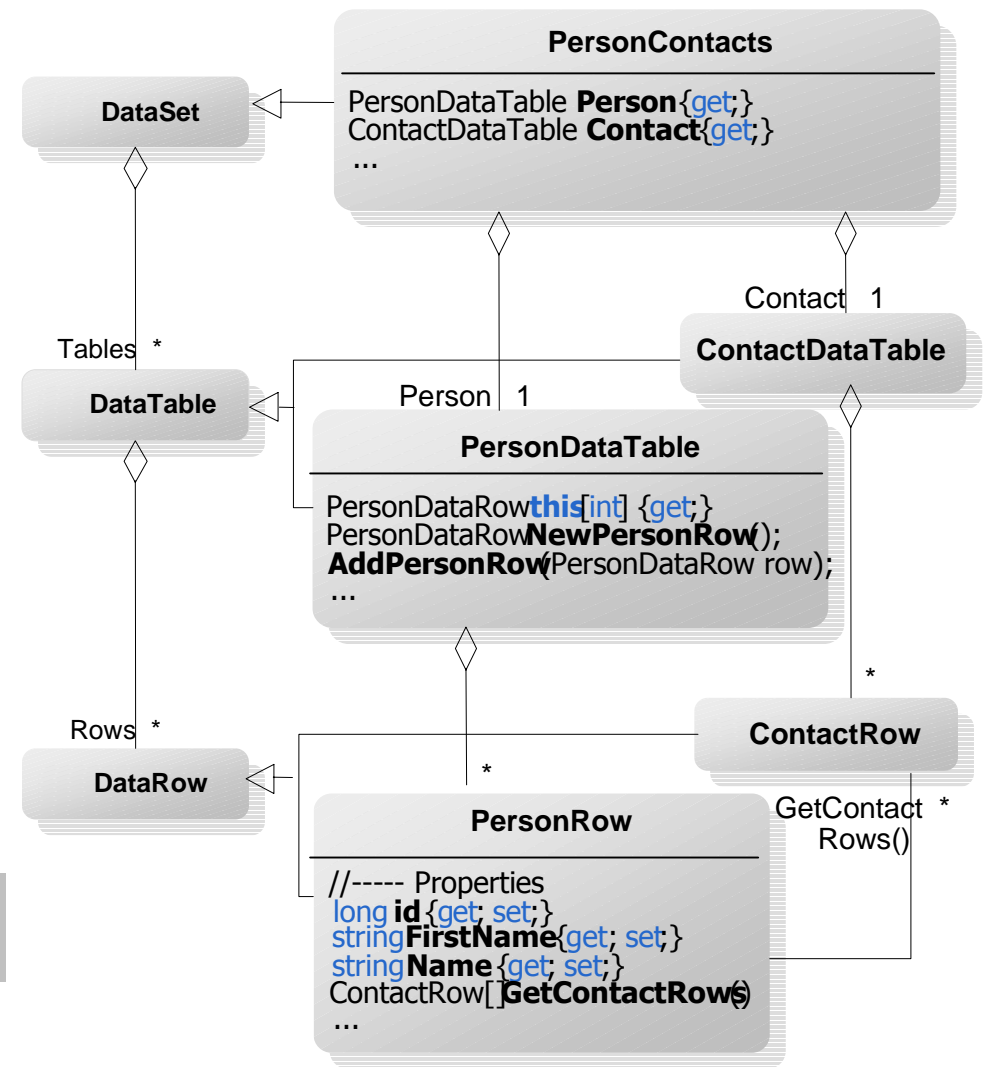 PersonContacts
PersonDataTable Person{get;}
ContactDataTable Contact{get;}
...
DataSet
Contact 1
Tables *
ContactDataTable
DataTable
Person 1
PersonDataTable
PersonDataRow this[int] {get;}
PersonDataRow NewPersonRow();
AddPersonRow(PersonDataRow row);
...
*
Rows *
ContactRow
DataRow
*
GetContact *
Rows()
PersonRow
//----- Properties
long id {get; set;}
string FirstName{get; set;}
string Name {get; set;}
ContactRow[] GetContactRows()
...